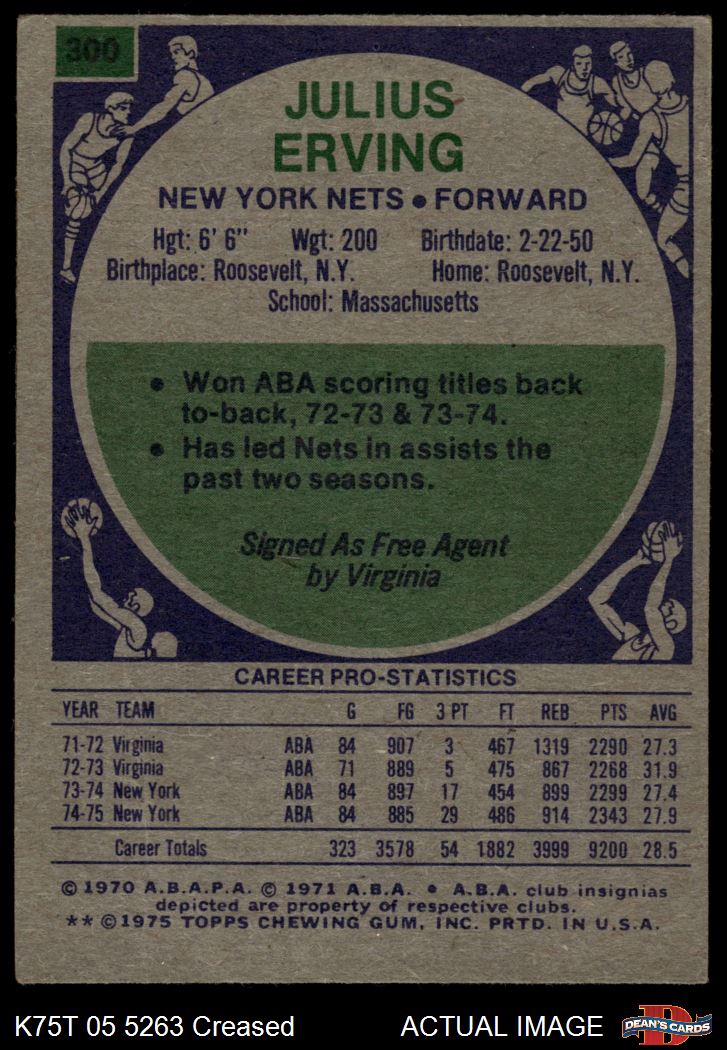 300
JULIUS
ERVING
NEW YORK NETS • FORWARD
Hgt: 6' 6" Wgt: 200 Birthdate: 2-22-50
Birthplace: Roosevelt, N.Y. Home: Roosevelt, N.Y.
School: Massachusetts
• Won ABA scoring titles back
to-back, 72-73 & 73-74.
• Has led Nets in assists the
past two seasons.
Signed As Free Agent
by Virginia
CAREER PRO-STATISTICS
YEAR TEAM G FG 3 PT FT REB PTS AVG
71-72 Virginia ABA 84 907 3 467 1319 2290 27.3
72-73 Virginia ABA 71 889 5 475 867 2268 31.9
73-74 New York ABA 84 897 17 454 899 2299 27.4
74-75 New York ABA 84 885 29 486 914 2343 27.9
Career Totals 323 3578 54 1882 3999 9200 28.5
© 1970 A.B.A.P.A. © 1971 A.B.A. • A.B.A. club insignias
depicted are property of respective clubs.
** © 1975 TOPPS CHEWING GUM, INC. PRTD. IN U.S.A.
K75T 05 5263 Creased ACTUAL IMAGE
D
DEAN'S CARDS